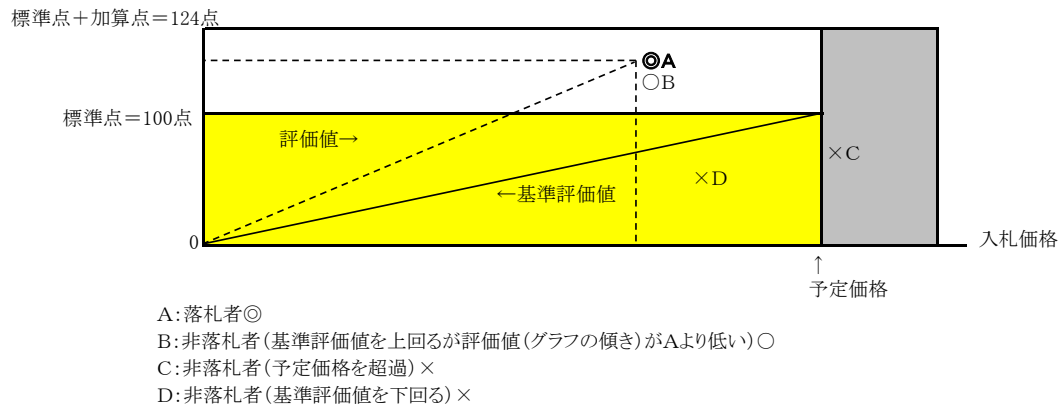 標準点＋加算点＝124点
◎A
○B
標準点＝100点
評価値→
×C
×D
←基準評価値
0
入札価格
↑
予定価格
A：落札者◎
B：非落札者（基準評価値を上回るが評価値（グラフの傾き）がAより低い）○
C：非落札者（予定価格を超過）×
D：非落札者（基準評価値を下回る）×